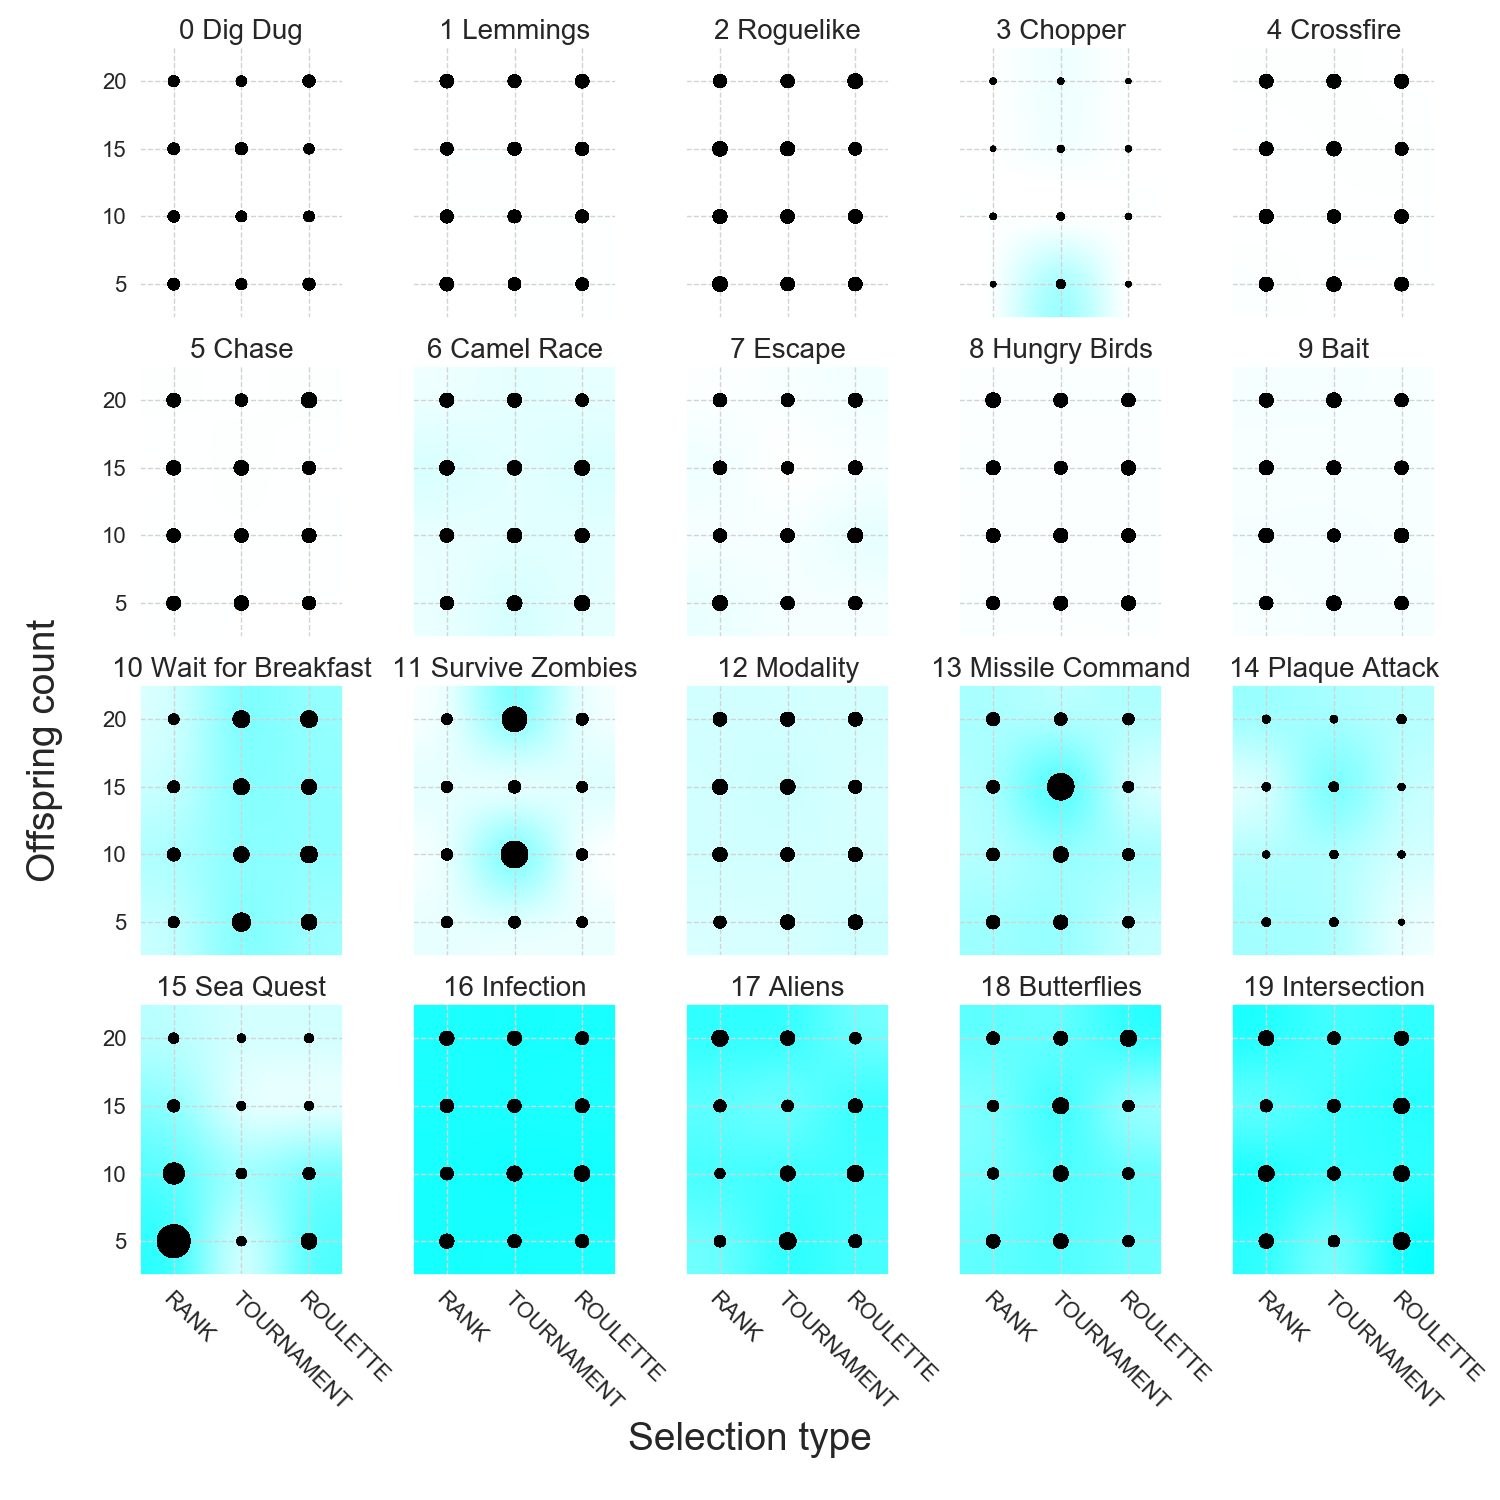 0 Dig Dug
1 Lemmings
2 Roguelike
3 Chopper
4 Crossfire
20
15
10
5
5 Chase
6 Camel Race
7 Escape
8 Hungry Birds
9 Bait
20
15
10
5
Offspring count
10 Wait for Breakfast
11 Survive Zombies
12 Modality
13 Missile Command
14 Plaque Attack
20
15
10
5
15 Sea Quest
16 Infection
17 Aliens
18 Butterflies
19 Intersection
20
15
10
5
RANK
TOURNAMENT
ROULETTE
RANK
TOURNAMENT
ROULETTE
RANK
TOURNAMENT
ROULETTE
RANK
TOURNAMENT
ROULETTE
RANK
TOURNAMENT
ROULETTE
Selection type